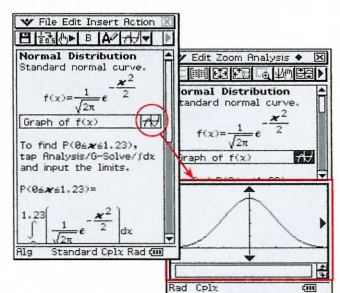 File Edit Insert Action
B A
Normal Distribution
Standard normal curve.
f(x)=1/√2π e^-x²/2
Graph of f(x)
To find P(0≤x≤1.23),
tap Analysis/G-Solve/∫dx
and input the limits.
P(0≤x≤1.23)=
1.23
∫(1/√2π e^-x²/2)dx
0
Alg Standard Cplx Rad
Edit Zoom Analysis
ormal Distribution
tandard normal curve.
f(x)=1/√2π e^-x²/2
raph of f(x)
Rad Cplx